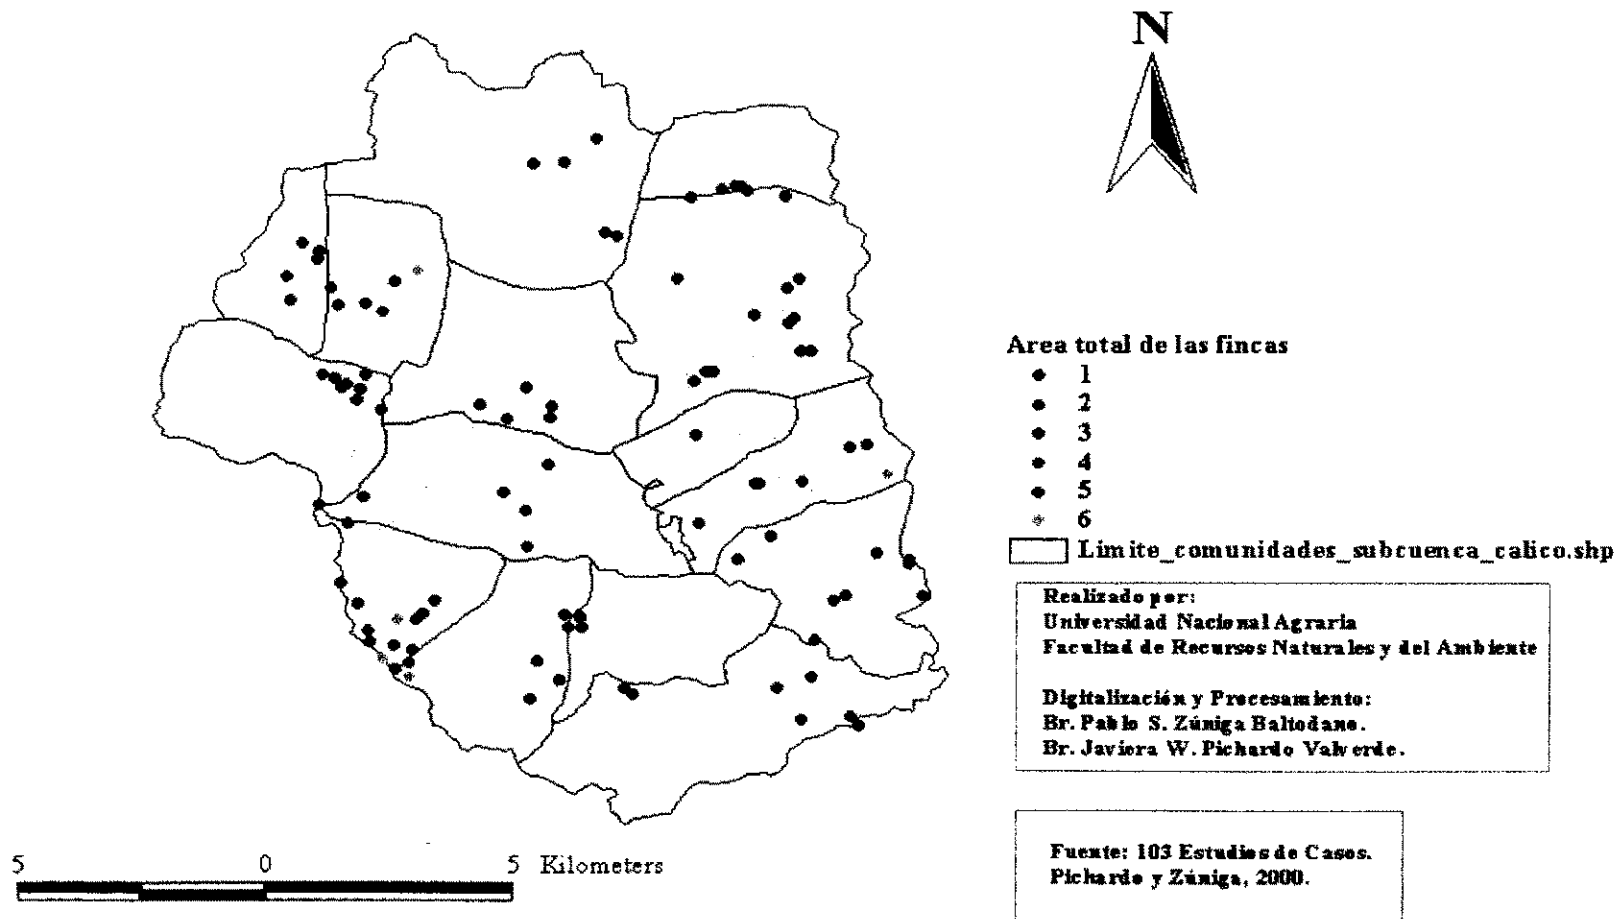 N
Area total de las fincas
1
2
3
4
5
6
Limite_comunidades_subcuenca_calico.shp
Realizado por:
Universidad Nacional Agraria
Facultad de Recursos Naturales y del Ambiente
Digitalización y Procesamiento:
Br. Pablo S. Zúniga Baltodano.
Br. Javiera W. Pichardo Valverde.
Fuente: 103 Estudios de Casos.
Pichardo y Zúniga, 2000.
5 0 5 Kilometers